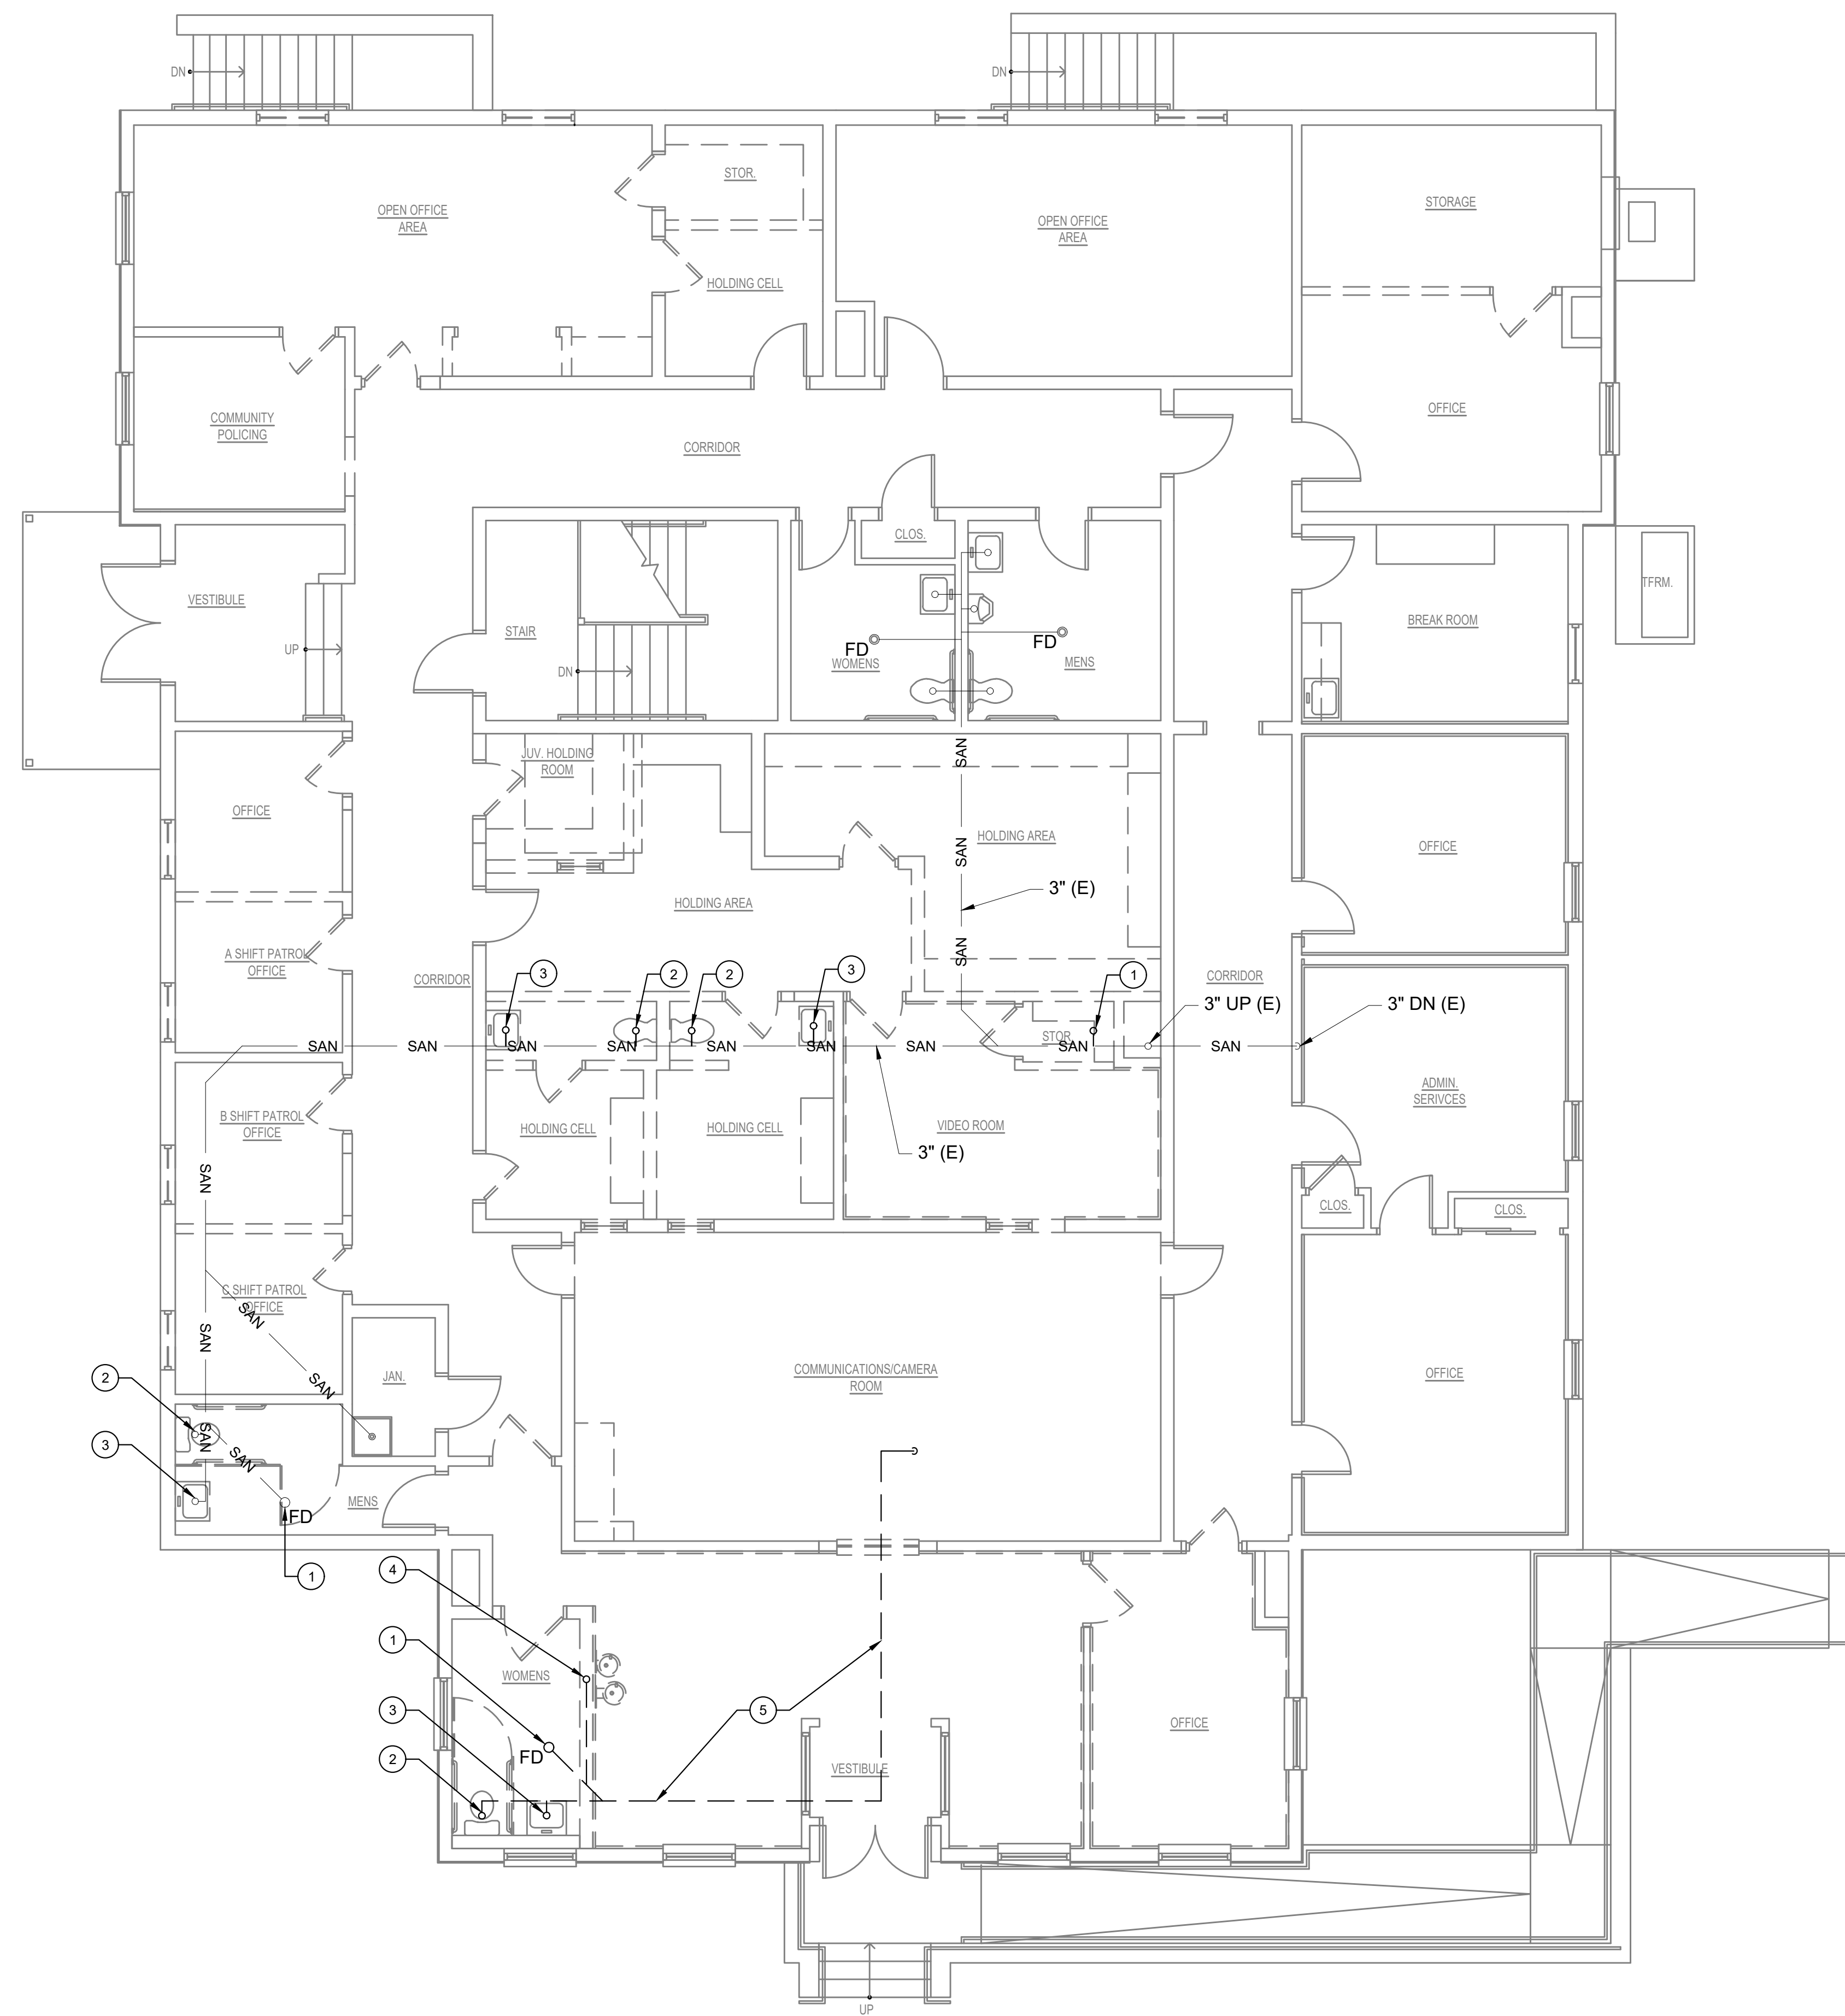 DN
DN
STOR.
OPEN OFFICE
AREA
STORAGE
OPEN OFFICE
AREA
HOLDING CELL
COMMUNITY
POLICING
OFFICE
CORRIDOR
CLOS.
TFRM.
VESTIBULE
BREAK ROOM
STAIR
UP
FD
FD
WOMENS
MENS
DN
SAN
JUV. HOLDING
ROOM
OFFICE
HOLDING AREA
SAN
OFFICE
3" (E)
HOLDING AREA
SAN
A SHIFT PATROL
OFFICE
3
2
2
3
1
CORRIDOR
CORRIDOR
3" UP (E)
3" DN (E)
STOR.
SAN
SAN
SAN
SAN
SAN
SAN
SAN
SAN
SAN
ADMIN.
SERIVCES
B SHIFT PATROL
OFFICE
HOLDING CELL
HOLDING CELL
VIDEO ROOM
3" (E)
SAN
CLOS.
CLOS.
C SHIFT PATROL
OFFICE
SAN
SAN
COMMUNICATIONS/CAMERA
ROOM
OFFICE
JAN.
SAN
2
3
SAN
SAN
MENS
FD
1
4
1
WOMENS
3
5
OFFICE
FD
2
VESTIBULE
UP